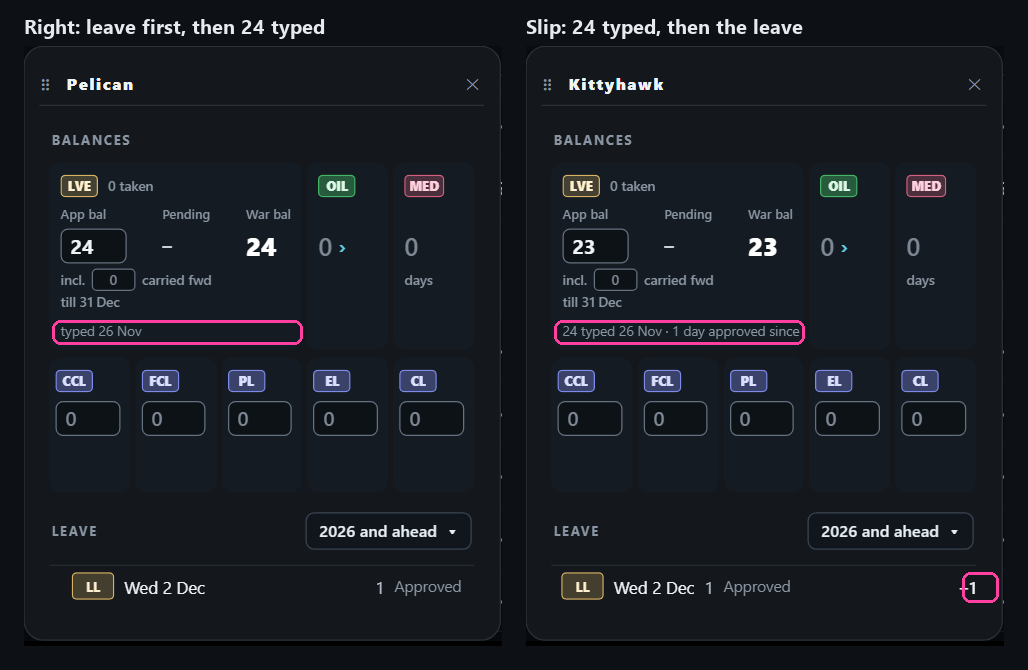 Right: leave first, then 24 typed
Pelican
BALANCES
LVE 0 taken
App bal Pending War bal
24 – 24
incl. 0 carried fwd
till 31 Dec
typed 26 Nov
OIL
0 ›
MED
0
days
CCL FCL PL EL CL
0 0 0 0 0
LEAVE 2026 and ahead
LL Wed 2 Dec 1 Approved
Slip: 24 typed, then the leave
Kittyhawk
BALANCES
LVE 0 taken
App bal Pending War bal
23 – 23
incl. 0 carried fwd
till 31 Dec
24 typed 26 Nov · 1 day approved since
OIL
0 ›
MED
0
days
CCL FCL PL EL CL
0 0 0 0 0
LEAVE 2026 and ahead
LL Wed 2 Dec 1 Approved -1